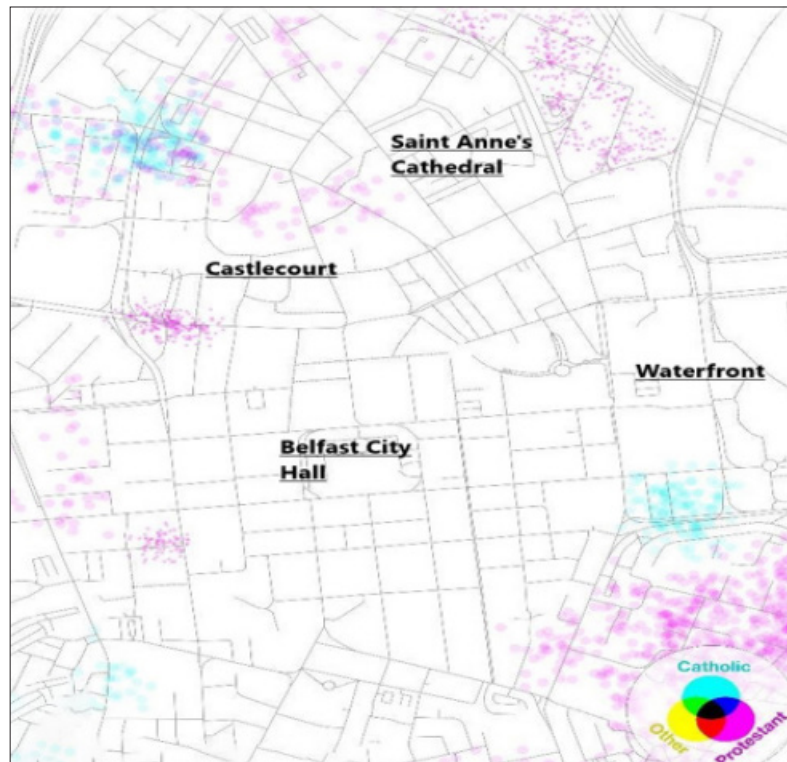 Saint Anne's
Cathedral
Castlecourt
Waterfront
Belfast City
Hall
Catholic
Other
Protestant